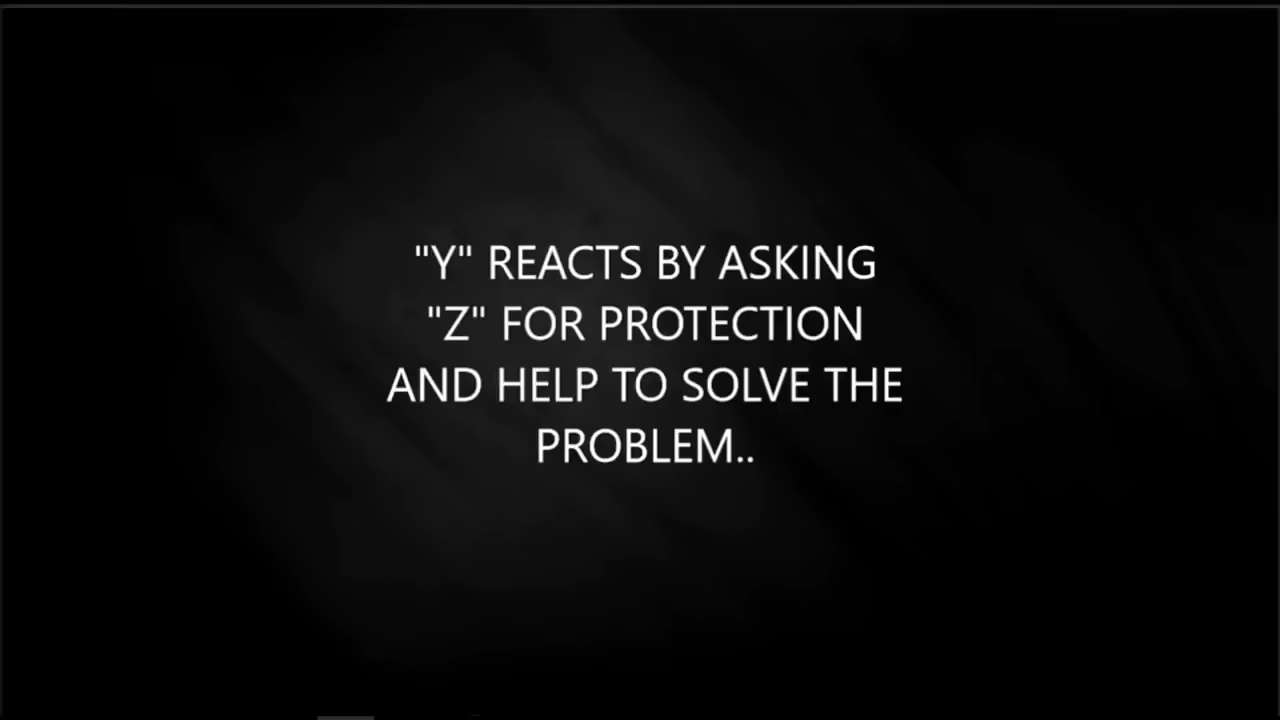 "Y" REACTS BY ASKING
"Z" FOR PROTECTION
AND HELP TO SOLVE THE
PROBLEM..